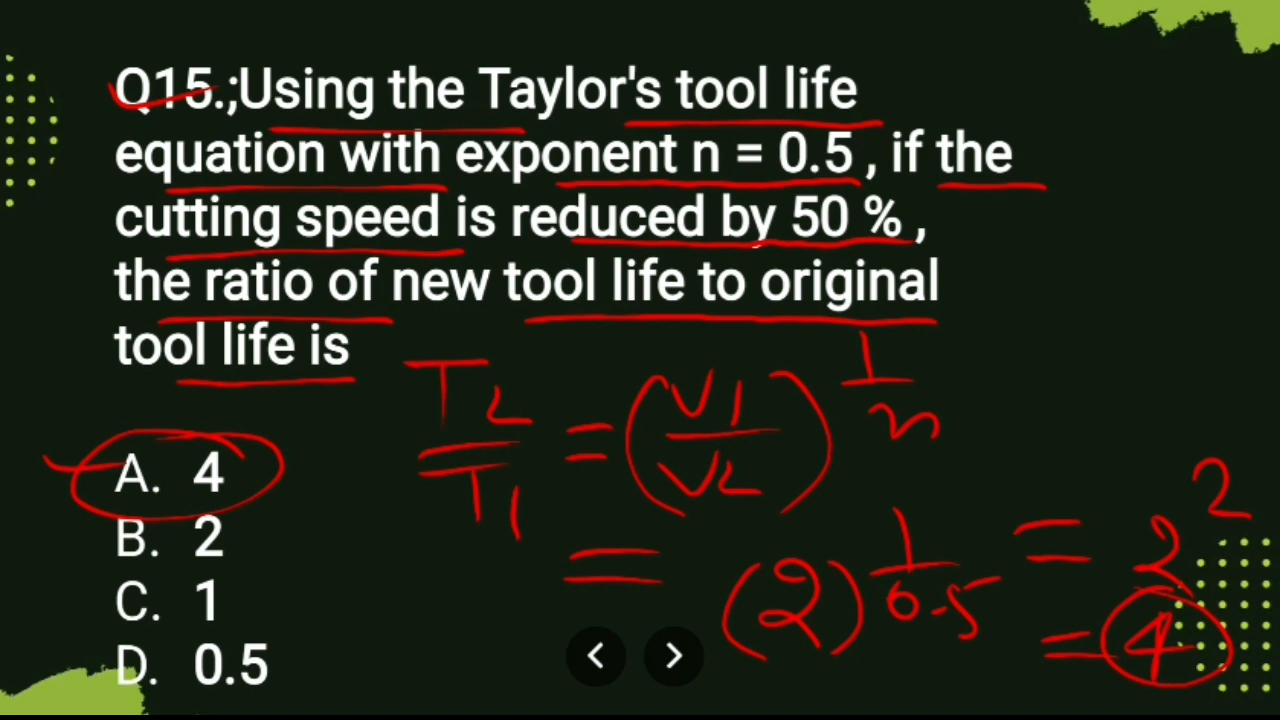 Q15.;Using the Taylor's tool life
equation with exponent n = 0.5 , if the
cutting speed is reduced by 50 % ,
the ratio of new tool life to original
tool life is
T2/T1 = (V1/V2)^1/n
A. 4
B. 2
= (2)^1/0.5 = 2^2
C. 1
= 4
D. 0.5